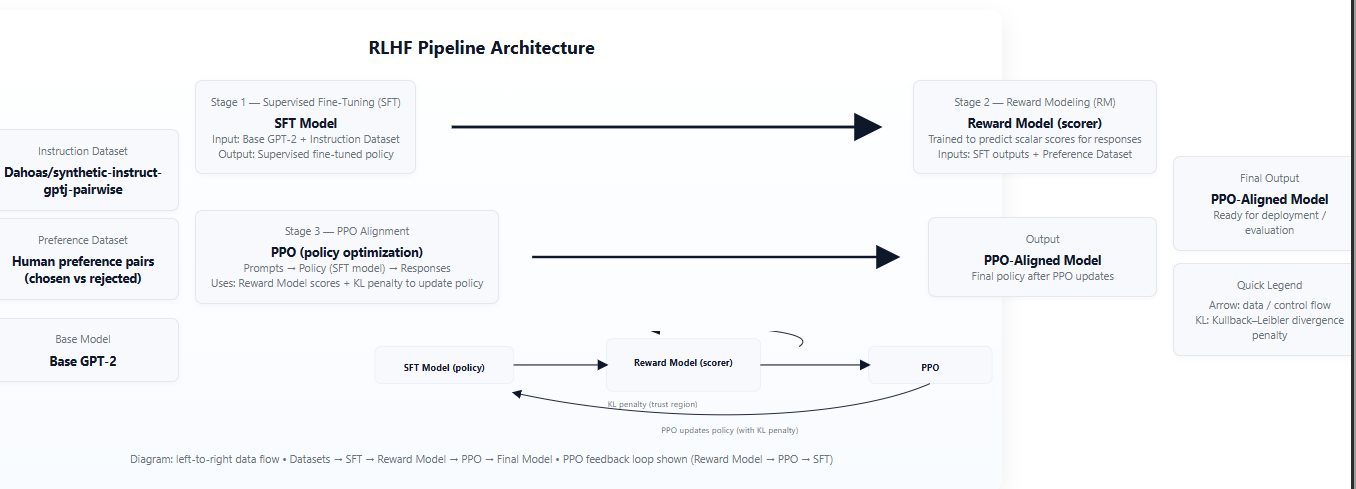 RLHF Pipeline Architecture
Instruction Dataset
Dahoas/synthetic-instruct-
gptj-pairwise
Preference Dataset
Human preference pairs
(chosen vs rejected)
Base Model
Base GPT-2
Stage 1 — Supervised Fine-Tuning (SFT)
SFT Model
Input: Base GPT-2 + Instruction Dataset
Output: Supervised fine-tuned policy
Stage 2 — Reward Modeling (RM)
Reward Model (scorer)
Trained to predict scalar scores for responses
Inputs: SFT outputs + Preference Dataset
Stage 3 — PPO Alignment
PPO (policy optimization)
Prompts → Policy (SFT model) → Responses
Uses: Reward Model scores + KL penalty to update policy
Output
PPO-Aligned Model
Final policy after PPO updates
Final Output
PPO-Aligned Model
Ready for deployment /
evaluation
Quick Legend
Arrow: data / control flow
KL: Kullback–Leibler divergence
penalty
SFT Model (policy)
Reward Model (scorer)
PPO
KL penalty (trust region)
PPO updates policy (with KL penalty)
Diagram: left-to-right data flow • Datasets → SFT → Reward Model → PPO → Final Model • PPO feedback loop shown (Reward Model → PPO → SFT)